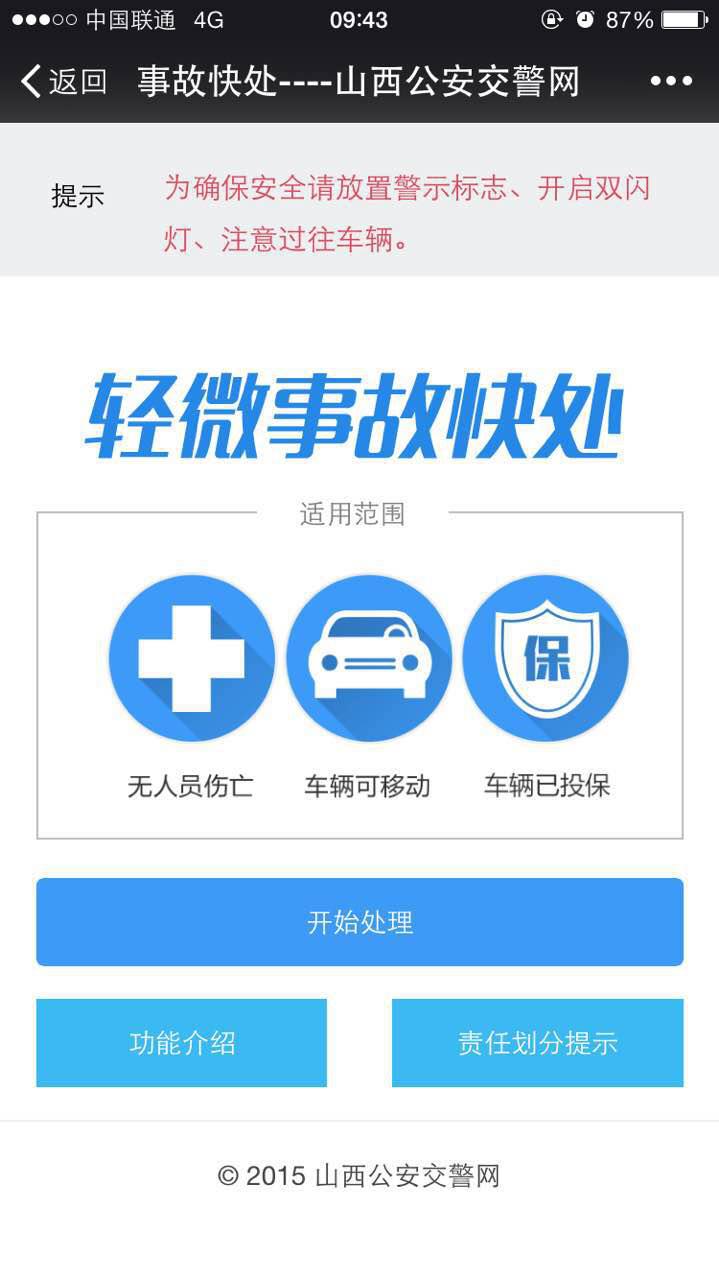 中国联通 4G 09:43 87%
返回 事故快处----山西公安交警网
提示
为确保安全请放置警示标志、开启双闪
灯、注意过往车辆。
轻微事故快处
适用范围
保
无人员伤亡 车辆可移动 车辆已投保
开始处理
功能介绍 责任划分提示
© 2015 山西公安交警网